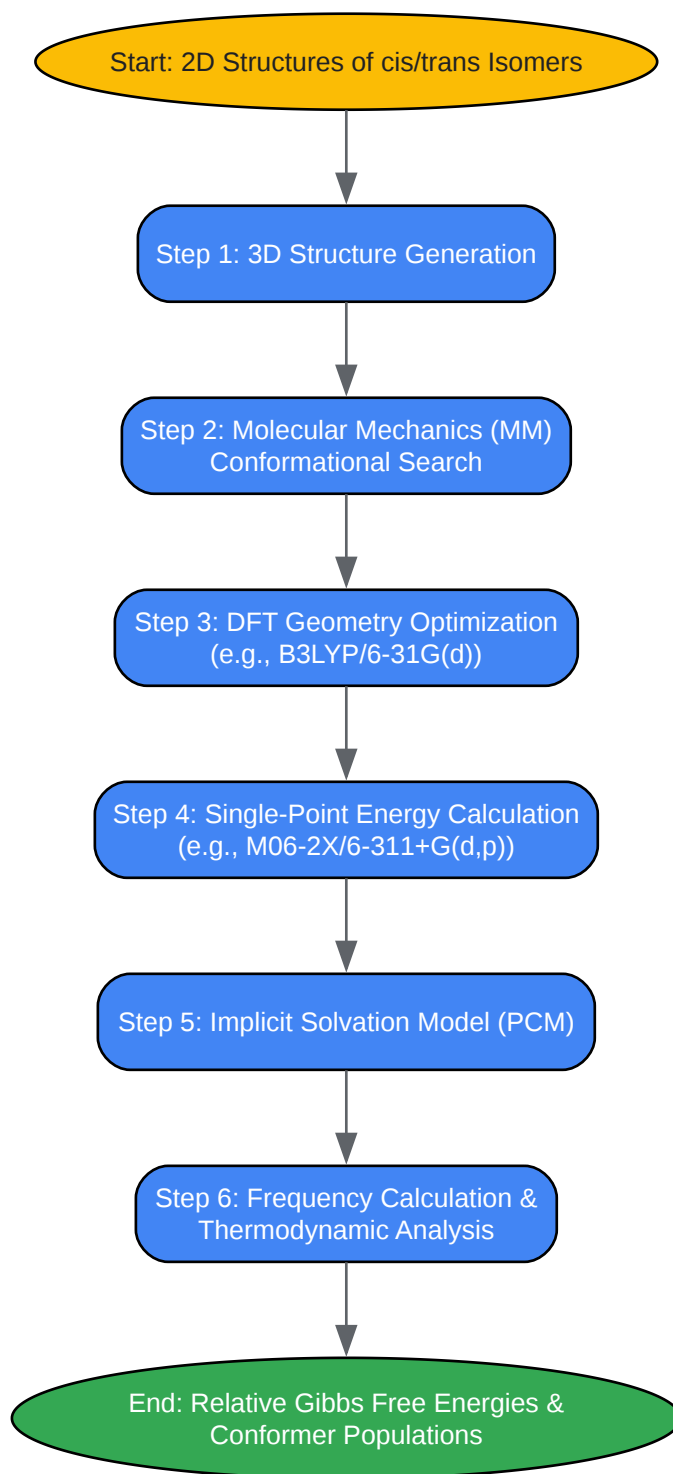 Start: 2D Structures of cis/trans Isomers
Step 1: 3D Structure Generation
Step 2: Molecular Mechanics (MM)
Conformational Search
Step 3: DFT Geometry Optimization
(e.g., B3LYP/6-31G(d))
Step 4: Single-Point Energy Calculation
(e.g., M06-2X/6-311+G(d,p))
Step 5: Implicit Solvation Model (PCM)
Step 6: Frequency Calculation &
Thermodynamic Analysis
End: Relative Gibbs Free Energies &
Conformer Populations